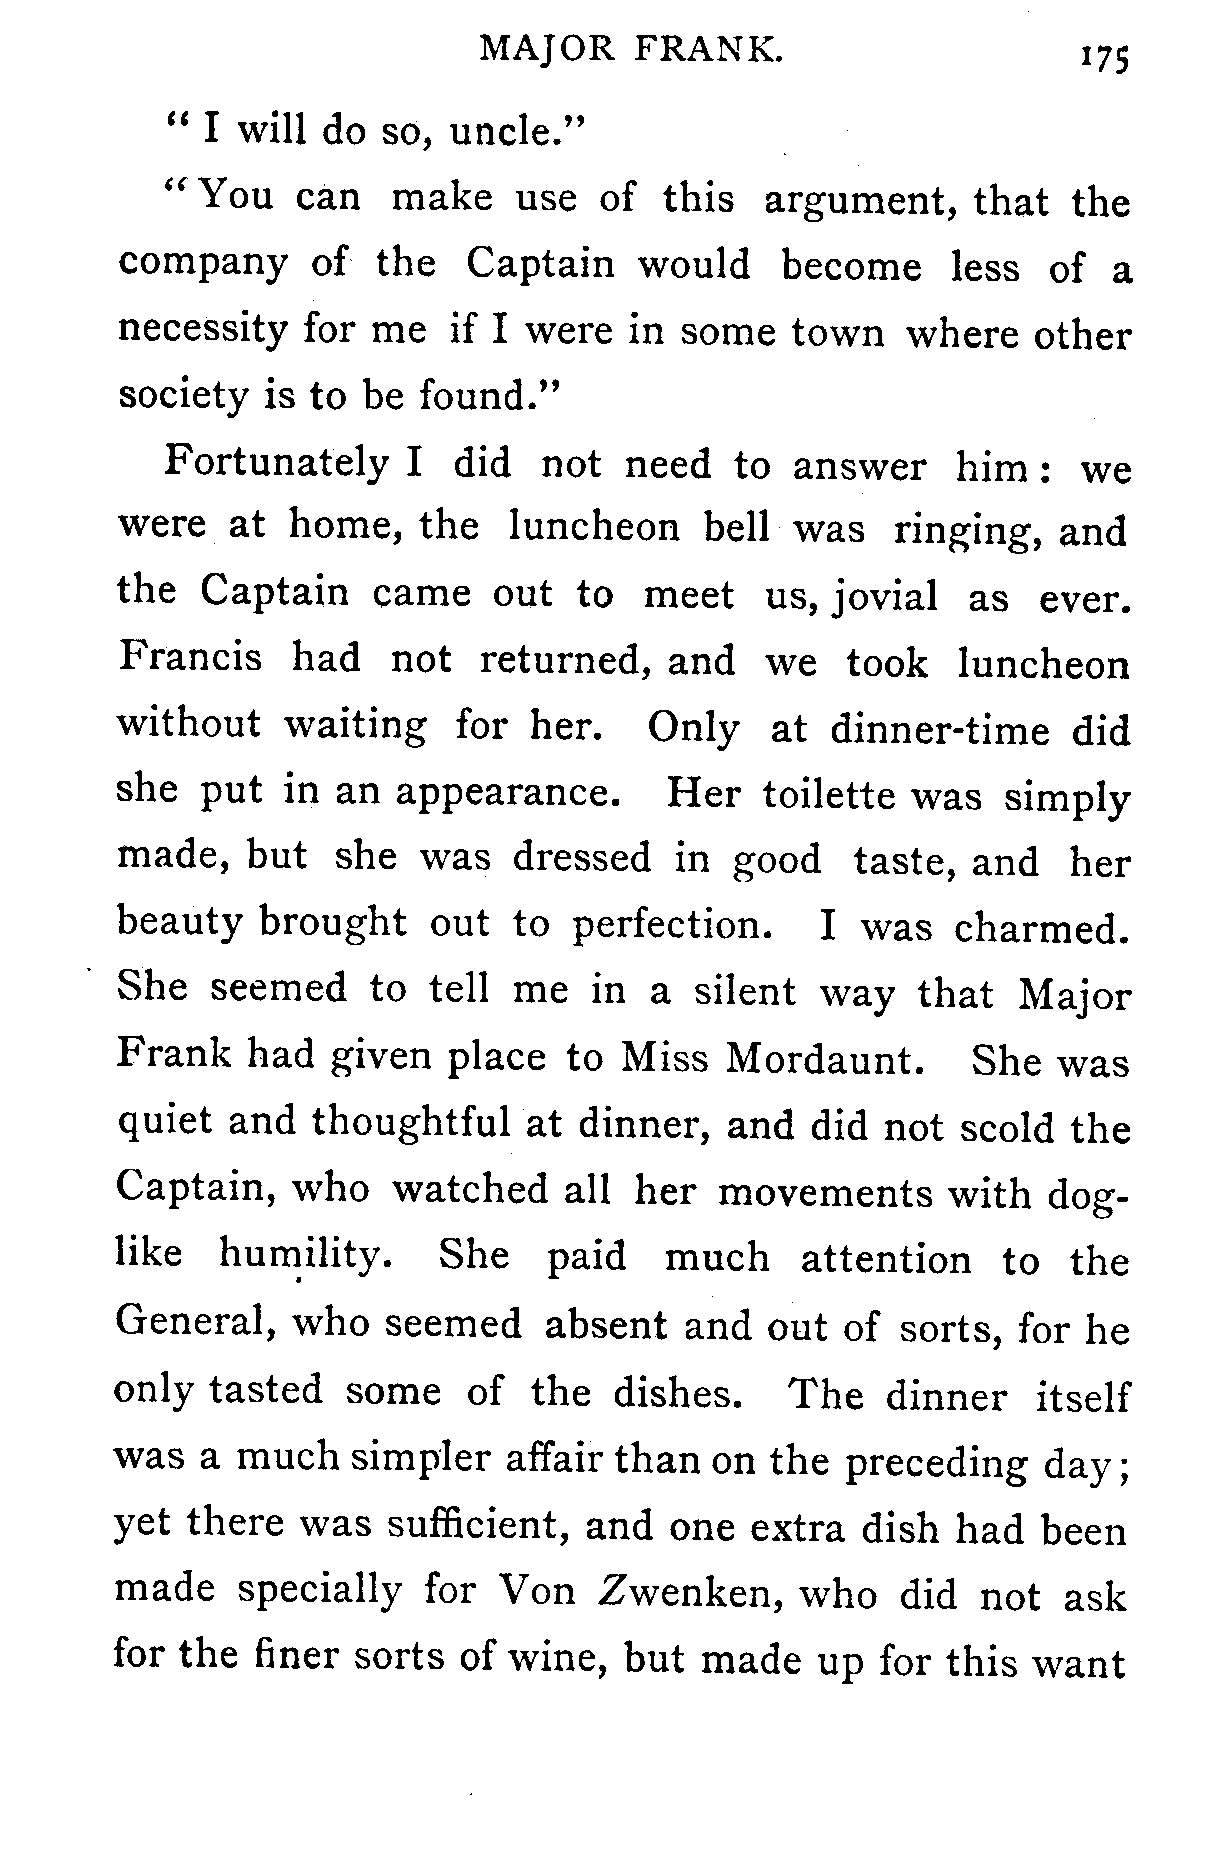 MAJOR FRANK. 175
“ I will do so, uncle.”
“ You can make use of this argument, that the
company of the Captain would become less of a
necessity for me if I were in some town where other
society is to be found.”
Fortunately I did not need to answer him : we
were at home, the luncheon bell was ringing, and
the Captain came out to meet us, jovial as ever.
Francis had not returned, and we took luncheon
without waiting for her. Only at dinner-time did
she put in an appearance. Her toilette was simply
made, but she was dressed in good taste, and her
beauty brought out to perfection. I was charmed.
She seemed to tell me in a silent way that Major
Frank had given place to Miss Mordaunt. She was
quiet and thoughtful at dinner, and did not scold the
Captain, who watched all her movements with dog-
like humility. She paid much attention to the
General, who seemed absent and out of sorts, for he
only tasted some of the dishes. The dinner itself
was a much simpler affair than on the preceding day ;
yet there was sufficient, and one extra dish had been
made specially for Von Zwenken, who did not ask
for the finer sorts of wine, but made up for this want